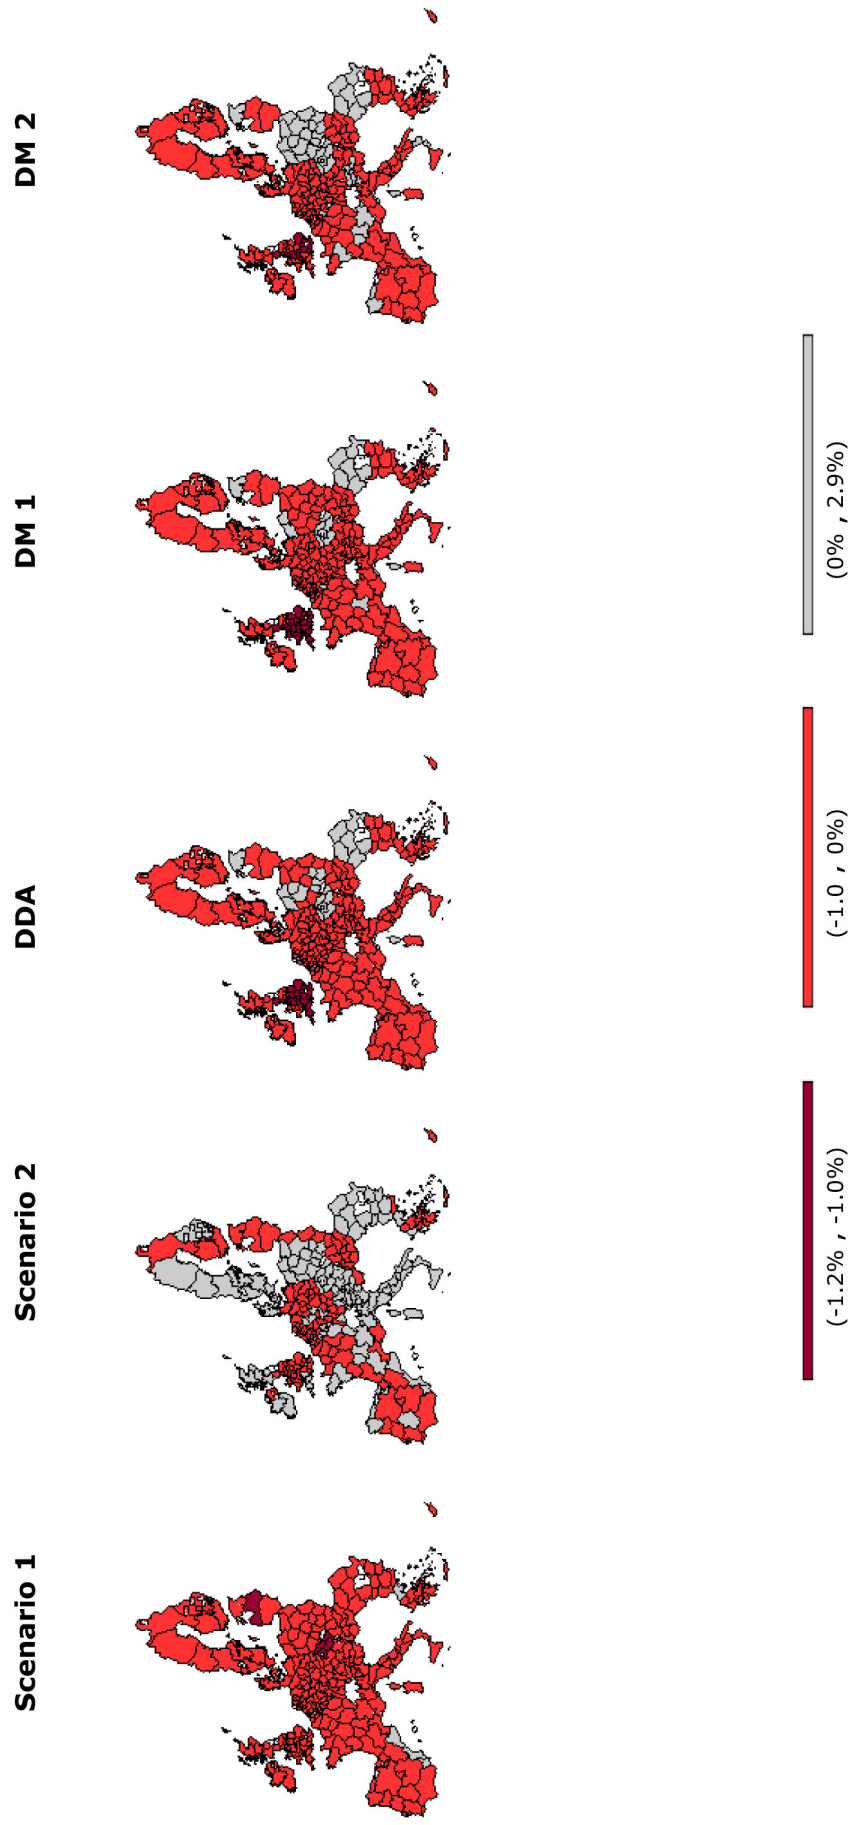 Scenario 1
Scenario 2
DDA
DM 1
DM 2
(-1.2% , -1.0%)
(-1.0 , 0%)
(0% , 2.9%)